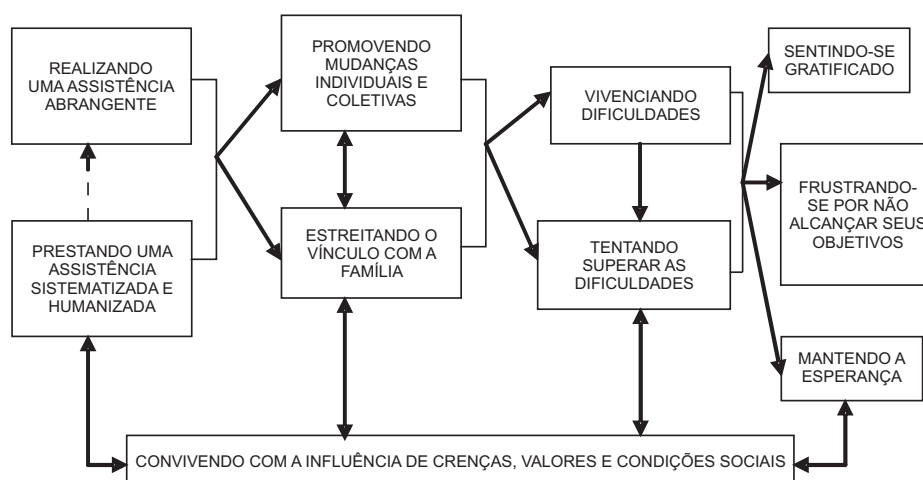 REALIZANDO
UMA ASSISTÊNCIA
ABRANGENTE
PRESTANDO UMA
ASSISTÊNCIA
SISTEMATIZADA E
HUMANIZADA
PROMOVENDO
MUDANÇAS
INDIVIDUAIS E
COLETIVAS
ESTREITANDO O
VÍNCULO COM A
FAMÍLIA
VIVENCIANDO
DIFICULDADES
TENTANDO
SUPERAR AS
DIFICULDADES
SENTINDO-SE
GRATIFICADO
FRUSTRANDO-
SE POR NÃO
ALCANÇAR SEUS
OBJETIVOS
MANTENDO A
ESPERANÇA
CONVIVENDO COM A INFLUÊNCIA DE CRENÇAS, VALORES E CONDIÇÕES SOCIAIS